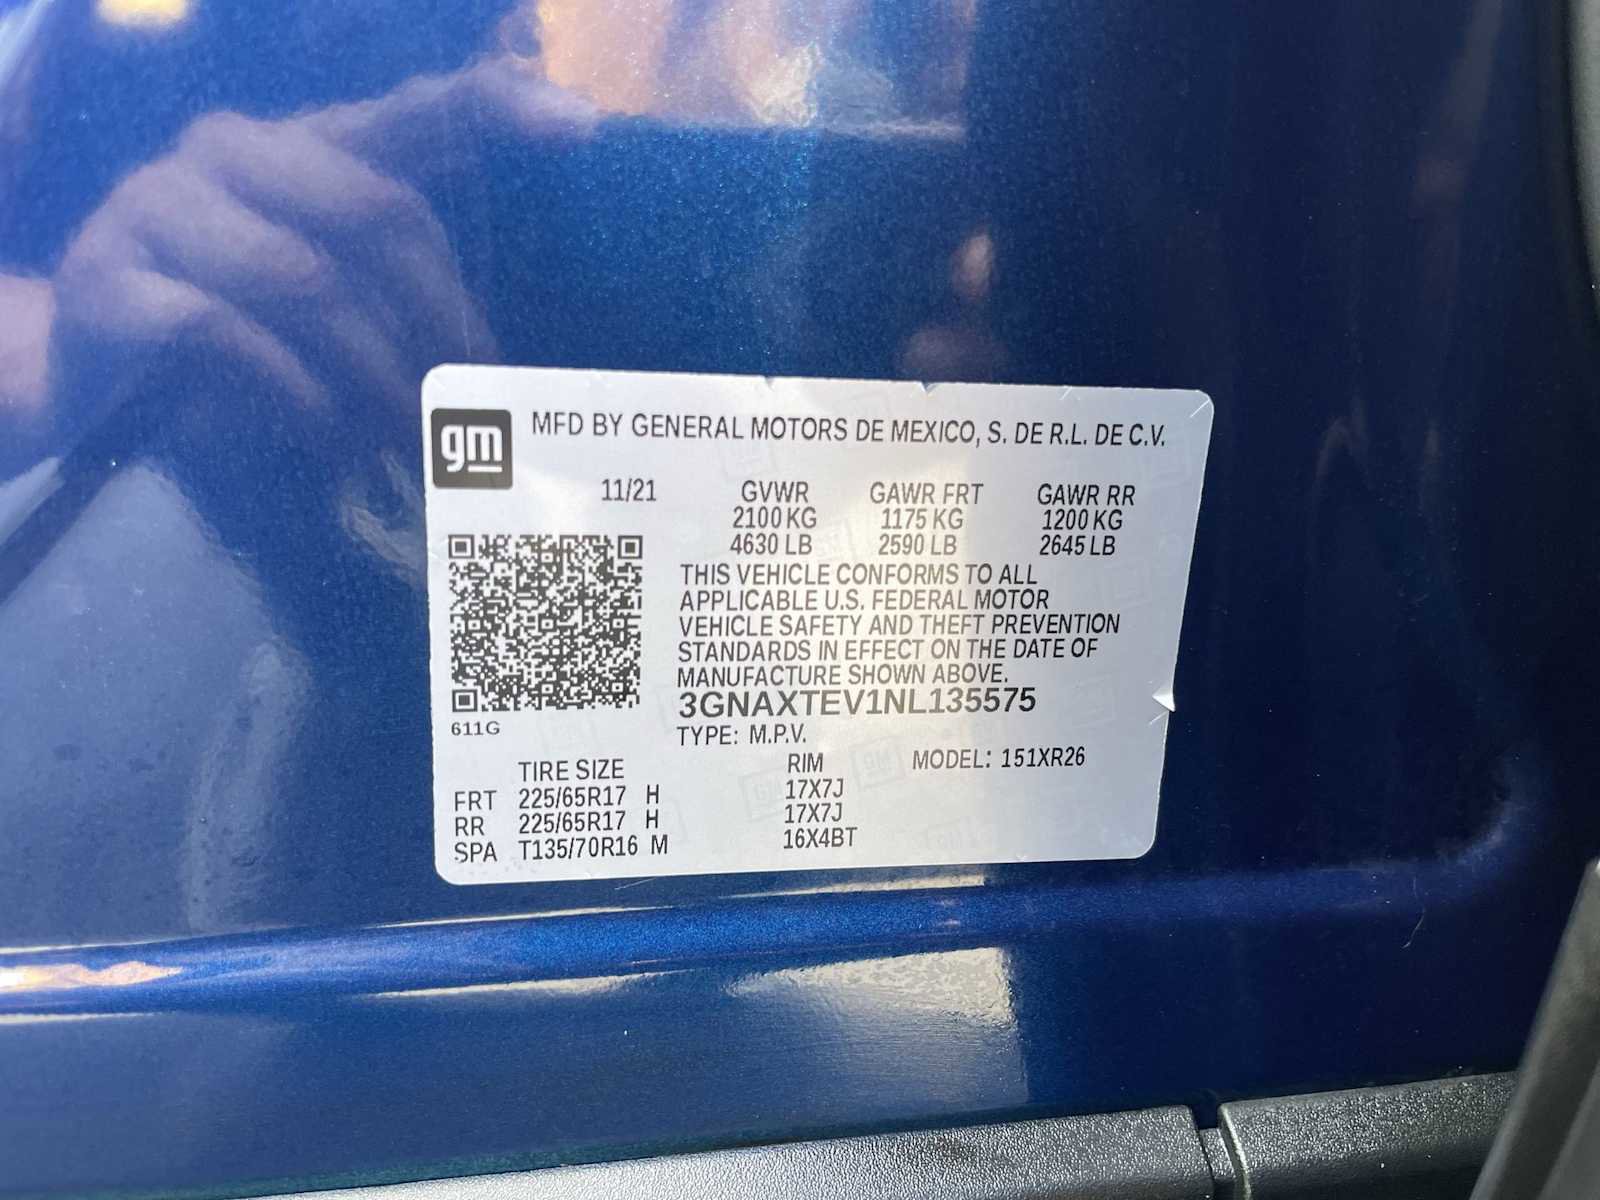 gm
MFD BY GENERAL MOTORS DE MEXICO, S. DE R.L. DE C.V.
11/21 GVWR GAWR FRT GAWR RR
2100 KG 1175 KG 1200 KG
4630 LB 2590 LB 2645 LB
THIS VEHICLE CONFORMS TO ALL
APPLICABLE U.S. FEDERAL MOTOR
VEHICLE SAFETY AND THEFT PREVENTION
STANDARDS IN EFFECT ON THE DATE OF
MANUFACTURE SHOWN ABOVE.
3GNAXTEV1NL135575
611G
TYPE: M.P.V.
TIRE SIZE RIM MODEL: 151XR26
FRT 225/65R17 H 17X7J
RR 225/65R17 H 17X7J
SPA T135/70R16 M 16X4BT